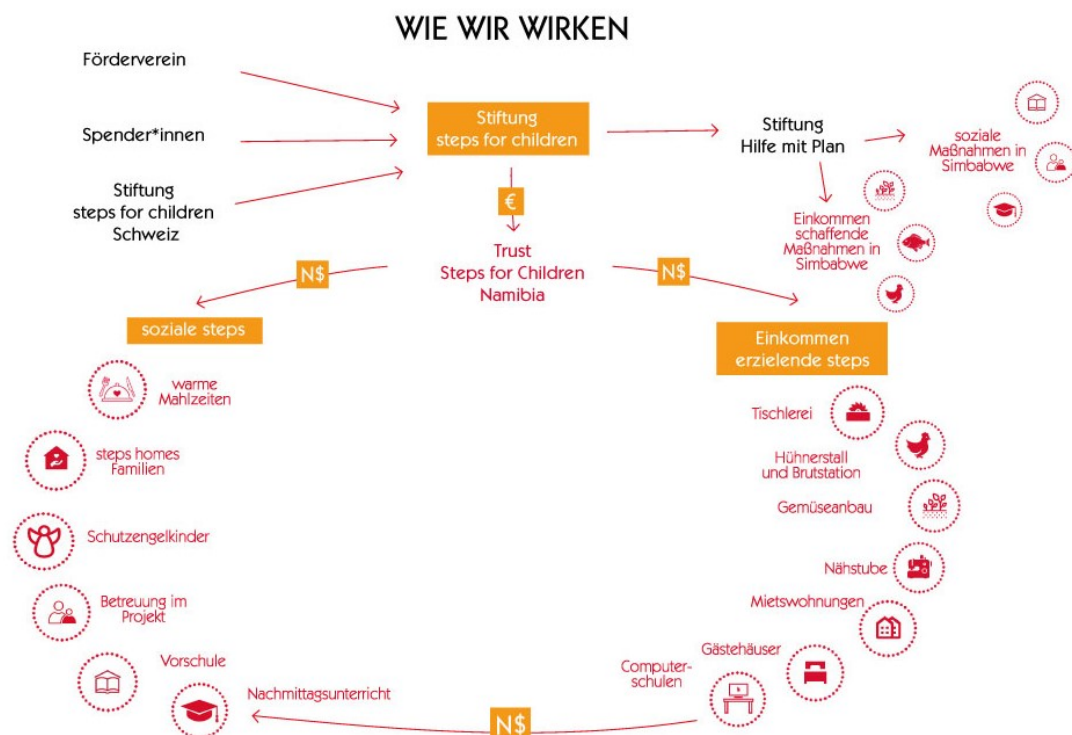 WIE WIR WIRKEN
Förderverein
Spender*innen
Stiftung
steps for children
Schweiz
Stiftung
steps for children
Stiftung
Hilfe mit Plan
soziale
Maßnahmen in
Simbabwe
Einkommen
schaffende
Maßnahmen in
Simbabwe
€
Trust
Steps for Children
Namibia
N$
N$
soziale steps
Einkommen
erzielende steps
warme
Mahlzeiten
steps homes
Familien
Schutzengelkinder
Betreuung im
Projekt
Vorschule
Nachmittagsunterricht
Tischlerei
Hühnerstall
und Brutstation
Gemüseanbau
Nähstube
Mietswohnungen
Gästehäuser
Computer-
schulen
N$